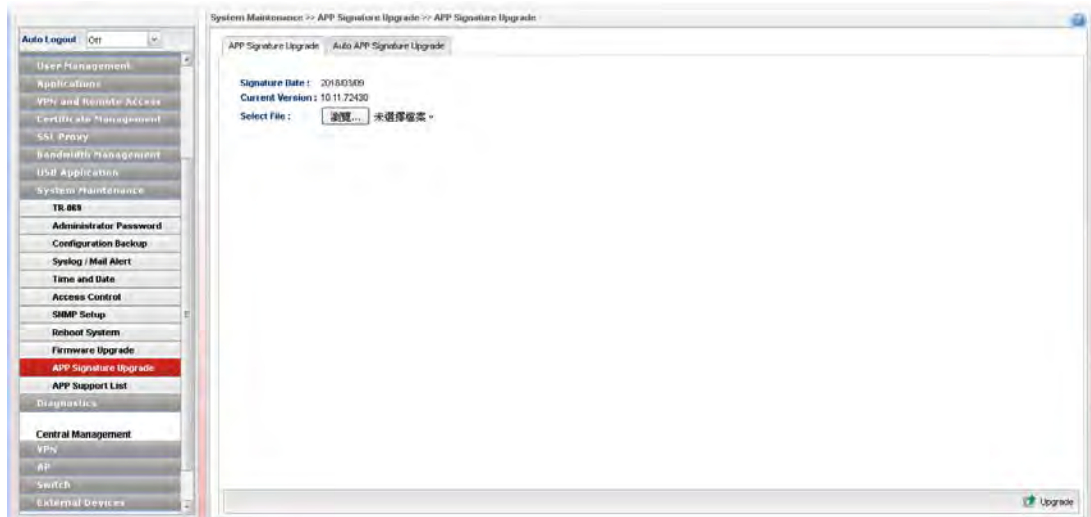 System Maintenance >> APP Signature Upgrade >> APP Signature Upgrade
Auto Logout Off
User Management
Applications
VPN and Remote Access
Certificate Management
SSL Proxy
Bandwidth Management
USB Application
System Maintenance
TR-069
Administrator Password
Configuration Backup
Syslog / Mail Alert
Time and Date
Access Control
SNMP Setup
Reboot System
Firmware Upgrade
APP Signature Upgrade
APP Support List
Diagnostics
Central Management
VPN
AP
Switch
External Devices
APP Signature Upgrade Auto APP Signature Upgrade
Signature Date : 2018/03/09
Current Version : 10.11.72430
Select File : 瀏覽... 未選擇檔案。
Upgrade